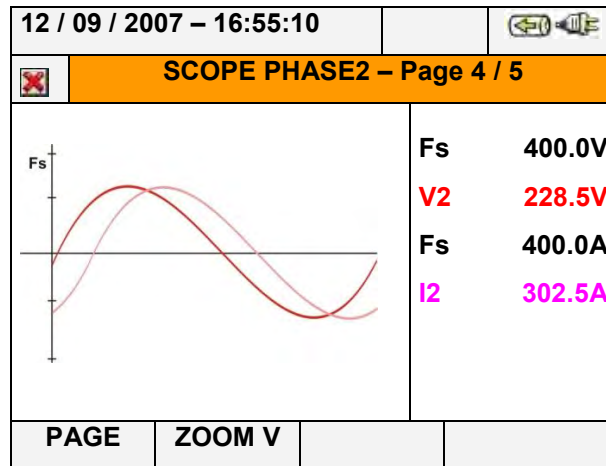 12 / 09 / 2007 – 16:55:10
SCOPE PHASE2 – Page 4 / 5
Fs
Fs 400.0V
V2 228.5V
Fs 400.0A
I2 302.5A
PAGE ZOOM V